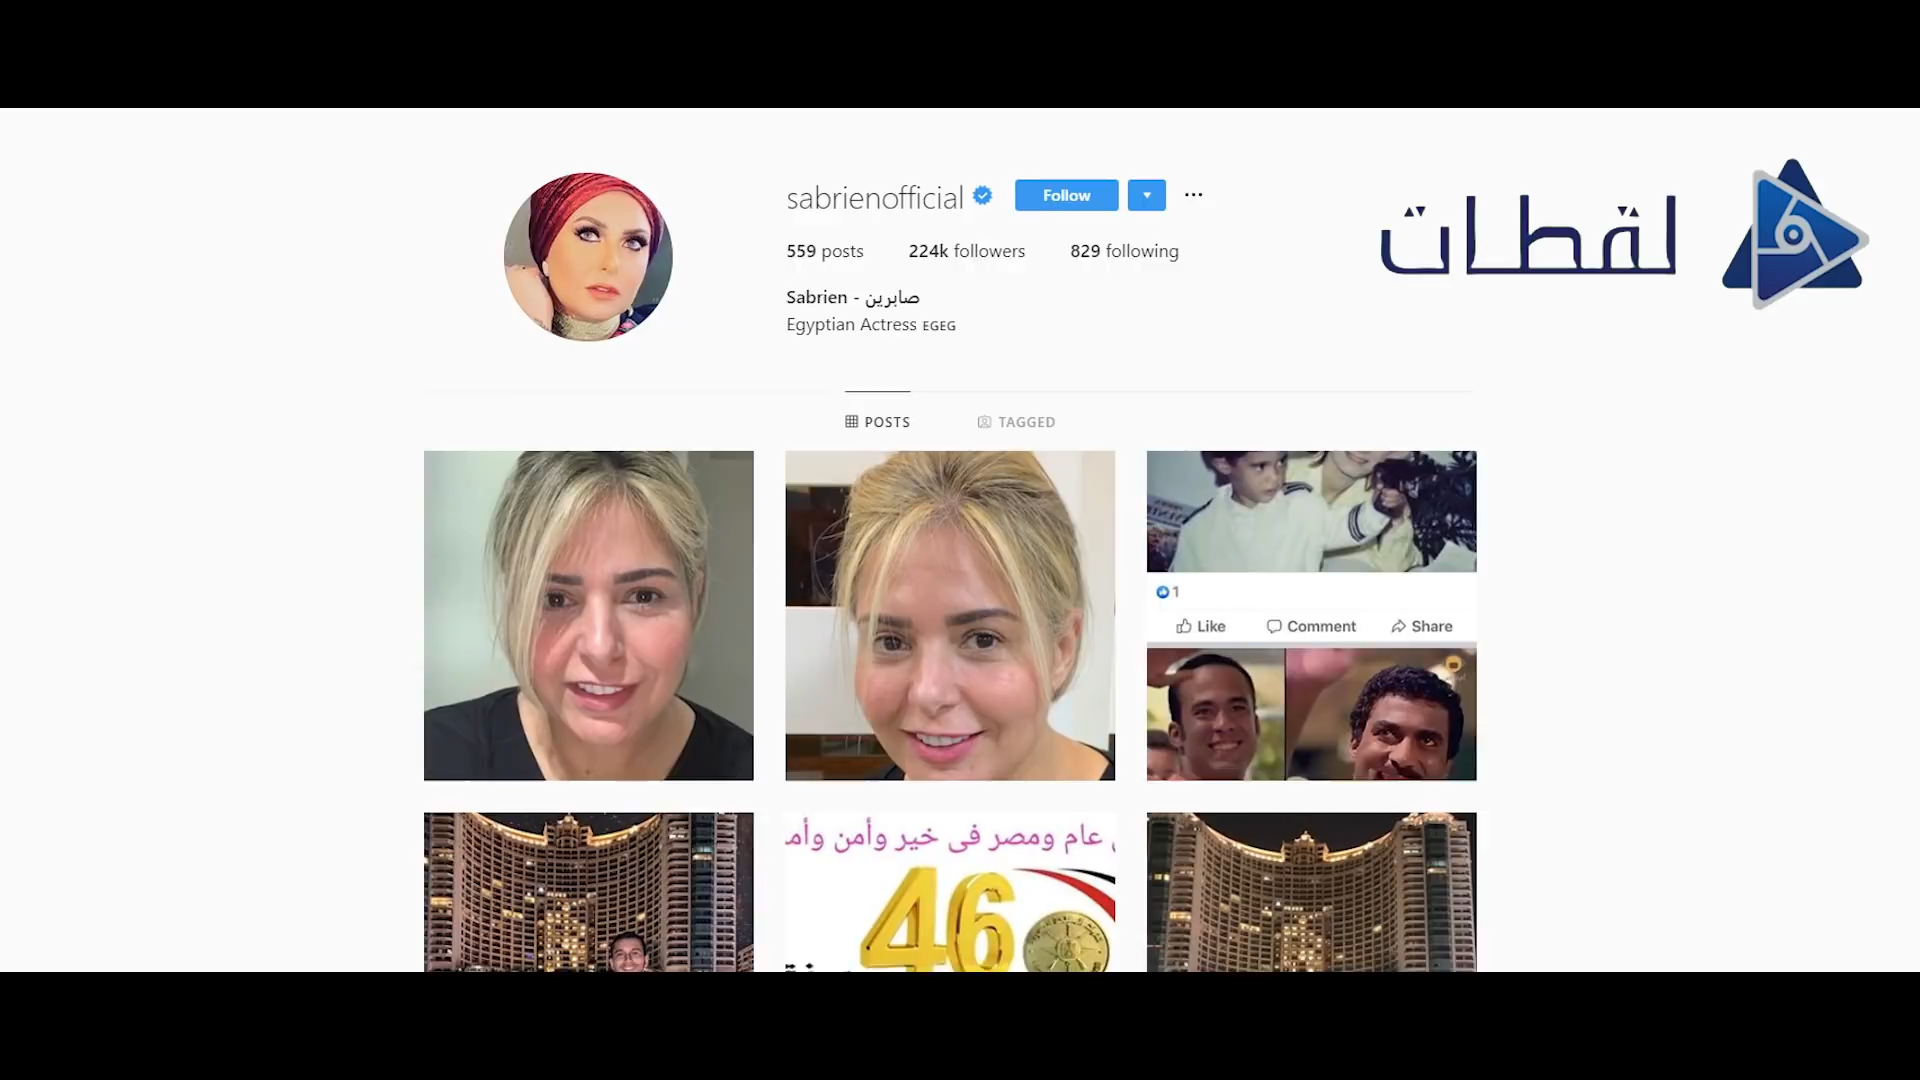 sabrienofficial
Follow
لقطات
559 posts 224k followers 829 following
Sabrien - صابرين
Egyptian Actress EGEG
POSTS TAGGED
1
Like Comment Share
عام ومصر فى خير وأمن وأم
46